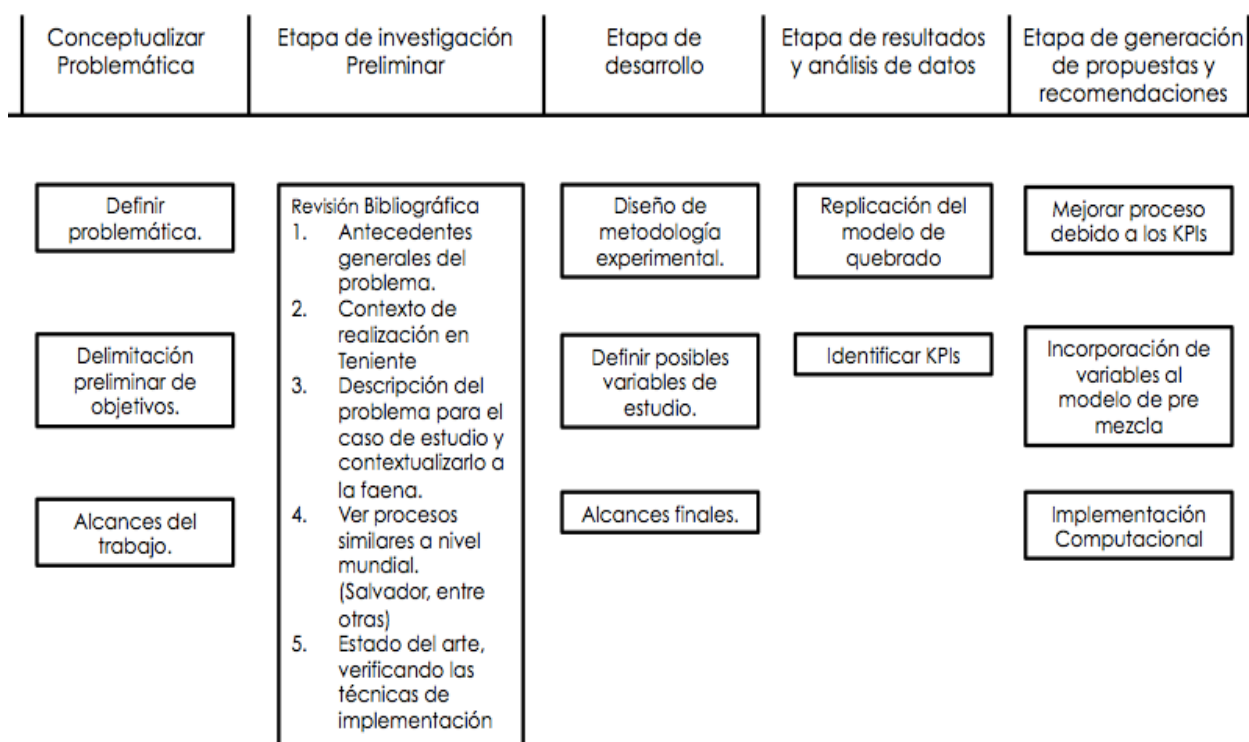 Conceptualizar
Problemática
Etapa de investigación
Preliminar
Etapa de
desarrollo
Etapa de resultados
y análisis de datos
Etapa de generación
de propuestas y
recomendaciones
Definir
problemática.
Delimitación
preliminar de
objetivos.
Alcances del
trabajo.
Revisión Bibliográfica
1. Antecedentes
generales del
problema.
2. Contexto de
realización en
Teniente
3. Descripción del
problema para el
caso de estudio y
contextualizarlo a
la faena.
4. Ver procesos
similares a nivel
mundial.
(Salvador, entre
otras)
5. Estado del arte,
verificando las
técnicas de
implementación
Diseño de
metodología
experimental.
Definir posibles
variables de
estudio.
Alcances finales.
Replicación del
modelo de
quebrado
Identificar KPIs
Mejorar proceso
debido a los KPIs
Incorporación de
variables al
modelo de pre
mezcla
Implementación
Computacional